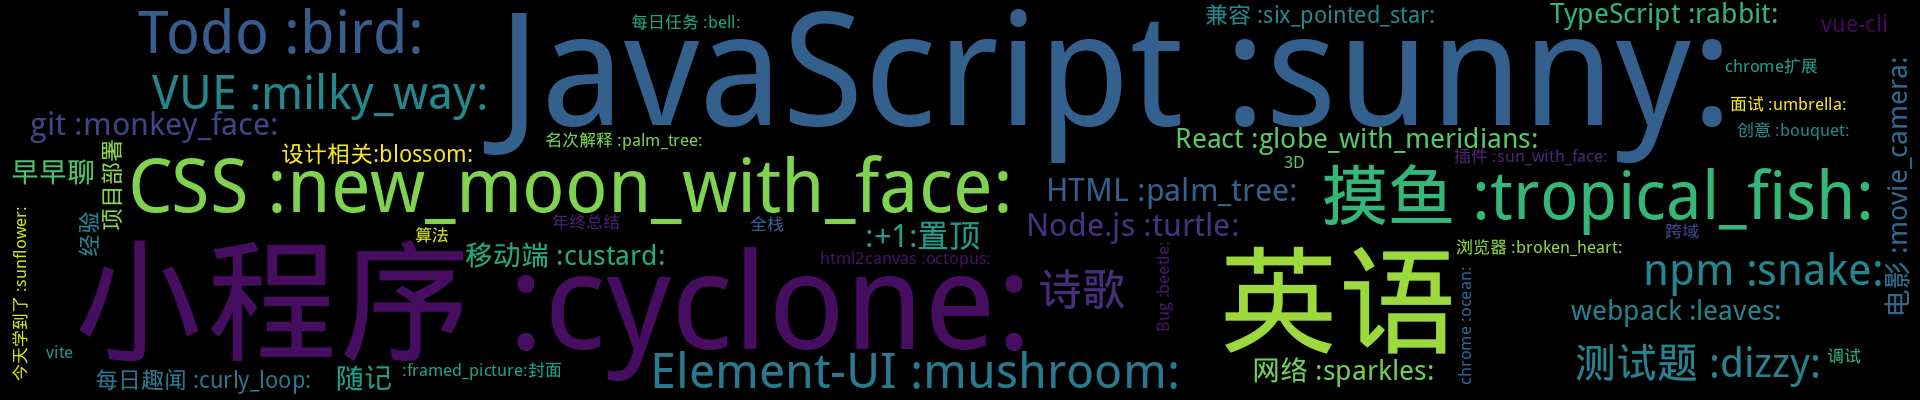 Todo :bird:
每日任务 :bell:
JavaScript :sunny:
兼容 :six_pointed_star:
TypeScript :rabbit:
vue-cli
VUE :milky_way:
chrome扩展
面试 :umbrella:
创意 :bouquet:
电影 :movie_camera:
git :monkey_face:
名次解释 :palm_tree:
React :globe_with_meridians:
插件 :sun_with_face:
3D
早早聊
项目部署
设计相关:blossom:
CSS :new_moon_with_face:
HTML :palm_tree:
摸鱼 :tropical_fish:
经验
年终总结
全栈
Node.js :turtle:
跨域
算法
:+1:置顶
移动端 :custard:
html2canvas :octopus:
浏览器 :broken_heart:
今天学到了 :sunflower:
小程序 :cyclone:
诗歌
Bug :beetle:
英语
npm :snake:
chrome :ocean:
webpack :leaves:
vite
每日趣闻 :curly_loop:
随记
:framed_picture:封面
Element-UI :mushroom:
网络 :sparkles:
测试题 :dizzy:
调试